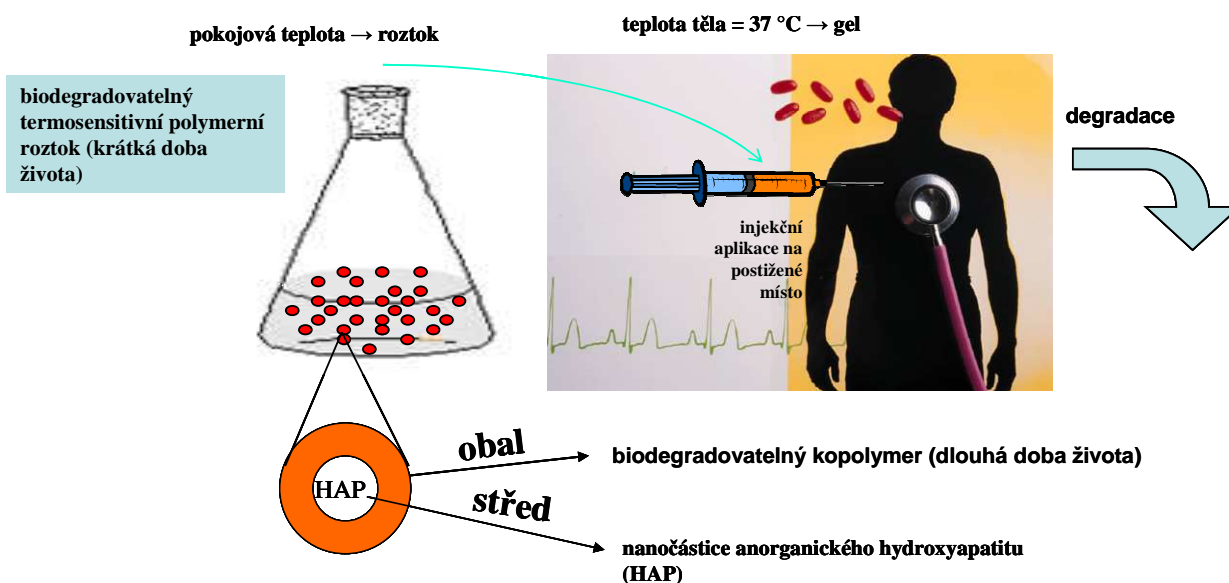 pokojová teplota → roztok
teplota těla = 37 °C → gel
biodegradovatelný
termosensitivní polymerní
roztok (krátká doba
života)
degradace
injekční
aplikace na
postižené
místo
obal
biodegradovatelný kopolymer (dlouhá doba života)
HAP
střed
nanočástice anorganického hydroxyapatitu
(HAP)